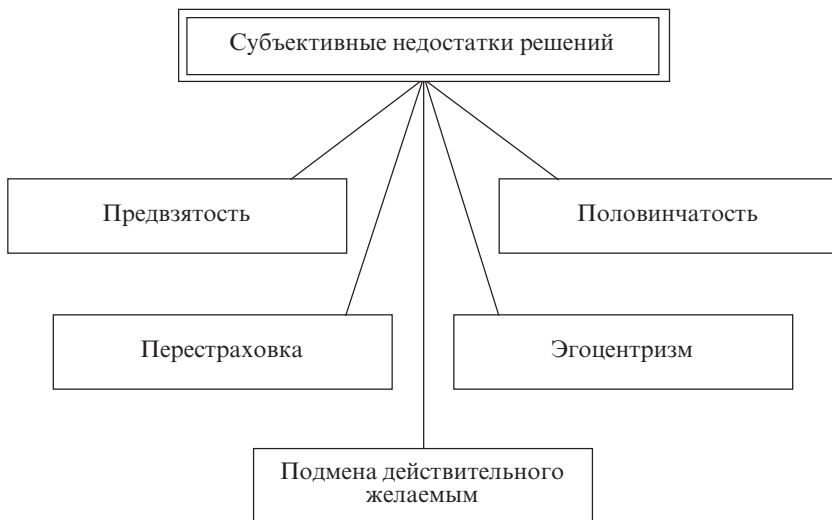 Субъективные недостатки решений
Предвзятость
Половинчатость
Перестраховка
Эгоцентризм
Подмена действительного
желаемым